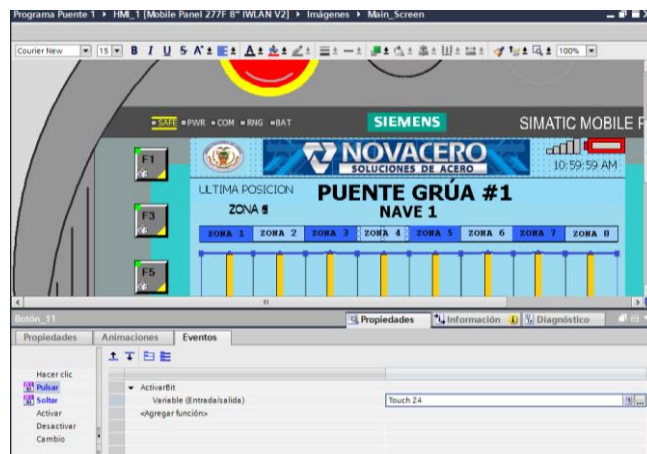 Programa Puente 1 ▸ HMI_1 [Mobile Panel 277F 8" IWLAN V2] ▸ Imágenes ▸ Main_Screen
Courier New 15 B I U S A 100%
SAFE PWR COM RNG BAT SIEMENS SIMATIC MOBILE P
F1 NOVACERO
SOLUCIONES DE ACERO 10:59:59 AM
ULTIMA POSICION PUENTE GRÚA #1
F3 ZONA NAVE 1
ZONA 1 ZONA 2 ZONA 3 ZONA 4 ZONA 5 ZONA 6 ZONA 7 ZONA 8
F5
Botón_11 Propiedades Información Diagnóstico
Propiedades Animaciones Eventos
Hacer clic
Pulsar ActivarBit
Soltar Variable (Entrada/salida) Touch Z4
Activar <Agregar función>
Desactivar
Cambio